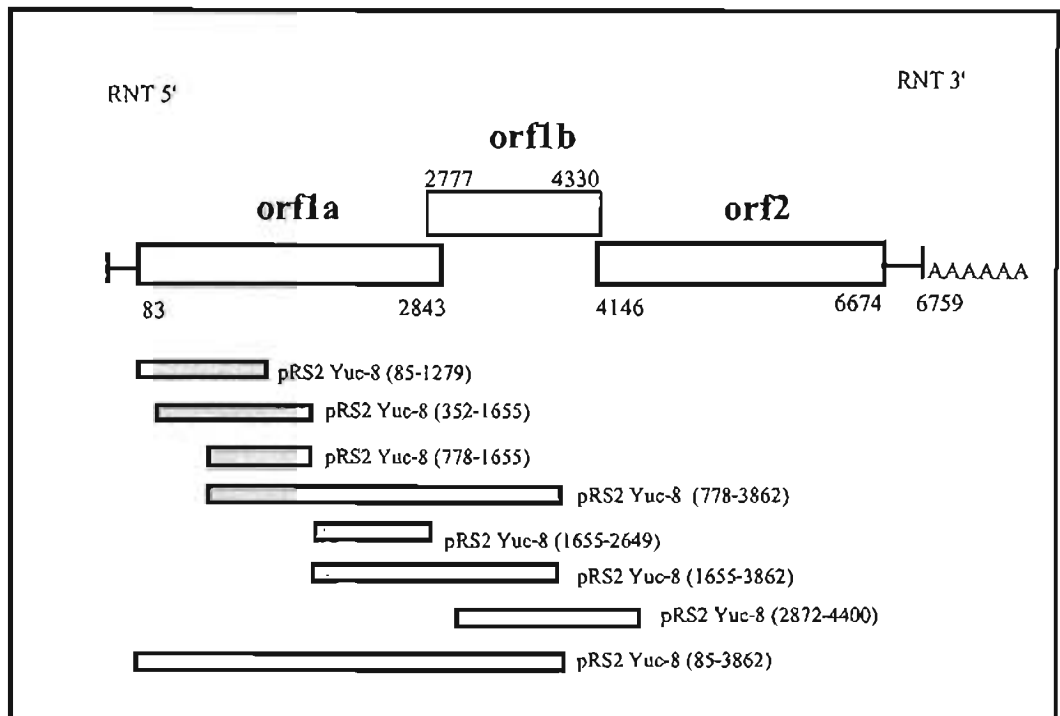 RNT 5'
RNT 3'
orf1b
2777 4330
orf1a
orf2
AAAAAA
83 2843 4146 6674 6759
pRS2 Yuc-8 (85-1279)
pRS2 Yuc-8 (352-1655)
pRS2 Yuc-8 (778-1655)
pRS2 Yuc-8 (778-3862)
pRS2 Yuc-8 (1655-2649)
pRS2 Yuc-8 (1655-3862)
pRS2 Yuc-8 (2872-4400)
pRS2 Yuc-8 (85-3862)